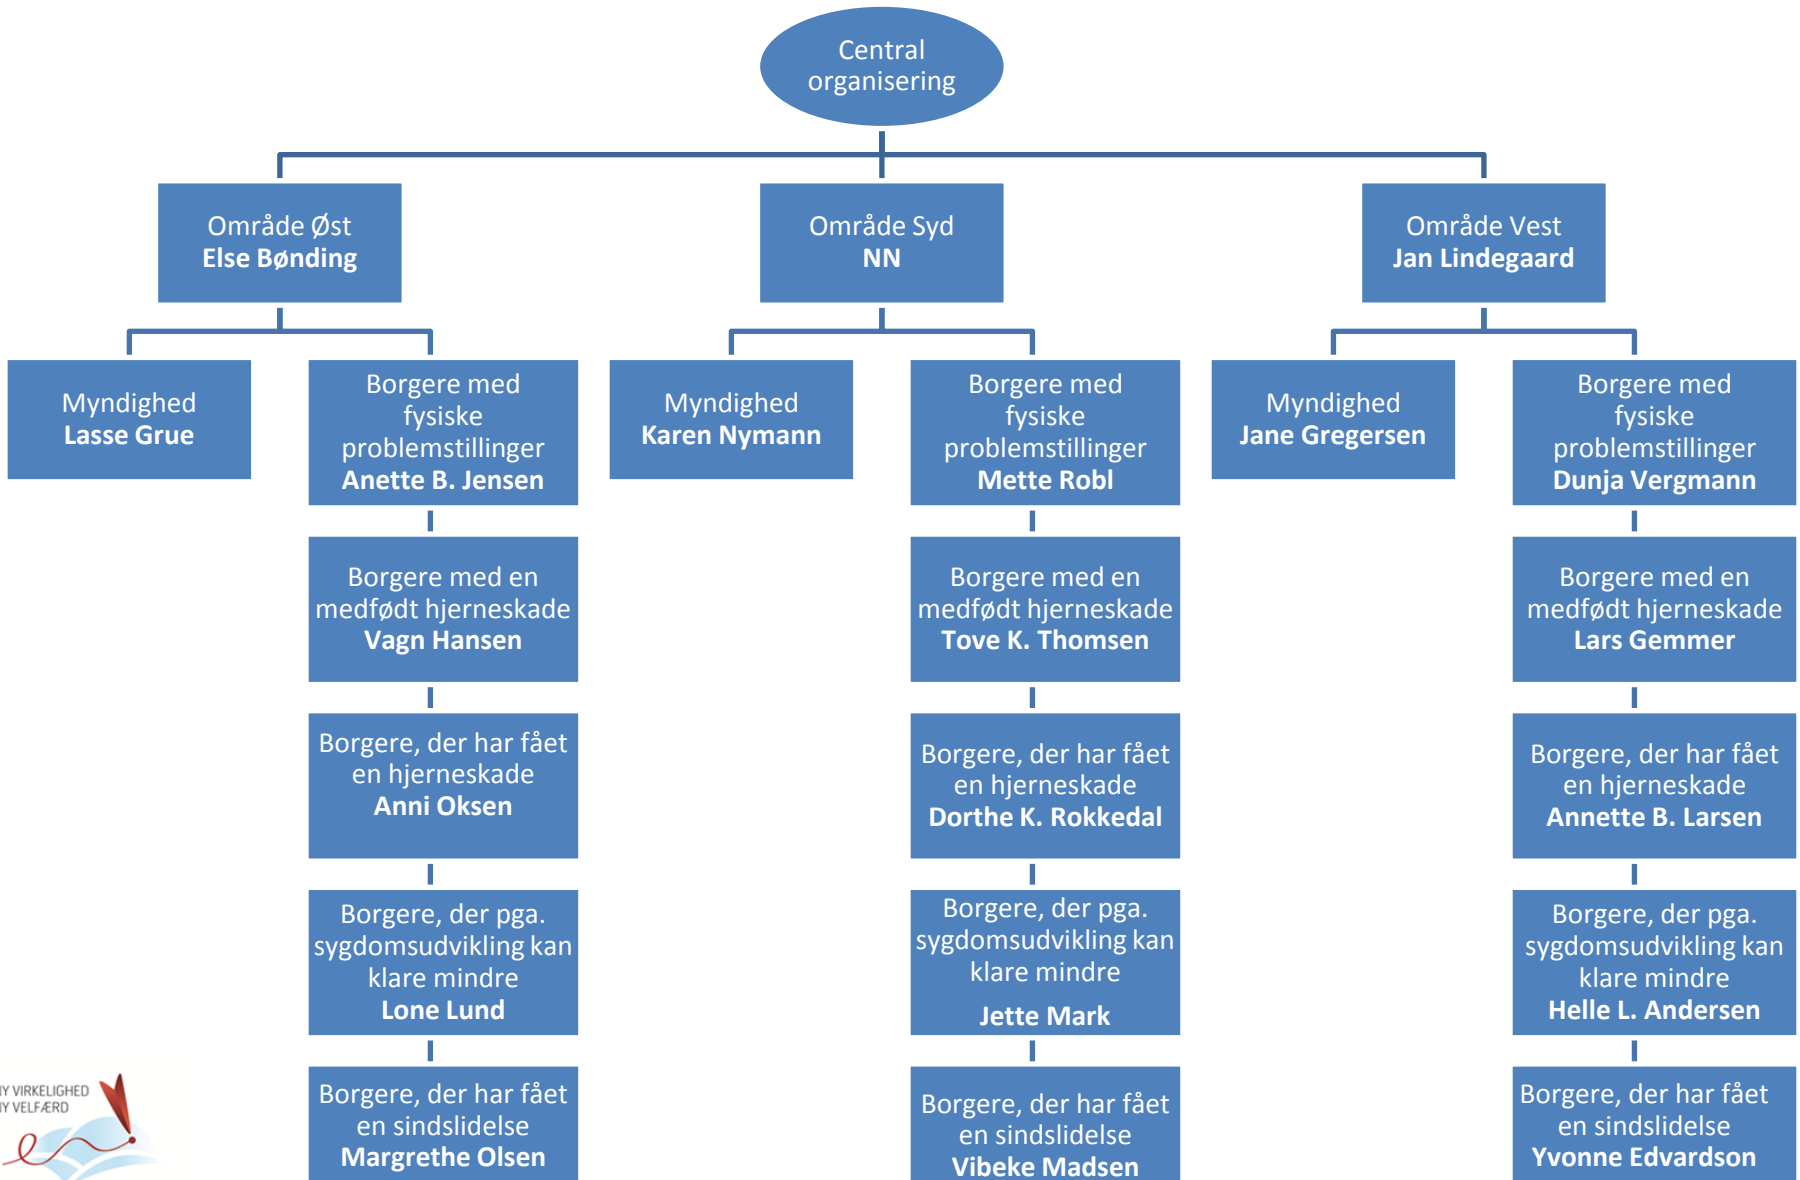 Central
organisering
Område Øst
Else Bønding
Område Syd
NN
Område Vest
Jan Lindegaard
Myndighed
Lasse Grue
Borgere med
fysiske
problemstillinger
Anette B. Jensen
Myndighed
Karen Nymann
Borgere med
fysiske
problemstillinger
Mette Robl
Myndighed
Jane Gregersen
Borgere med
fysiske
problemstillinger
Dunja Vergmann
Borgere med en
medfødt hjerneskade
Vagn Hansen
Borgere med en
medfødt hjerneskade
Tove K. Thomsen
Borgere med en
medfødt hjerneskade
Lars Gemmer
Borgere, der har fået
en hjerneskade
Anni Oksen
Borgere, der har fået
en hjerneskade
Dorthe K. Rokkedal
Borgere, der har fået
en hjerneskade
Annette B. Larsen
Borgere, der pga.
sygdomsudvikling kan
klare mindre
Lone Lund
Borgere, der pga.
sygdomsudvikling kan
klare mindre
Jette Mark
Borgere, der pga.
sygdomsudvikling kan
klare mindre
Helle L. Andersen
Borgere, der har fået
en sindslidelse
Margrethe Olsen
Borgere, der har fået
en sindslidelse
Vibeke Madsen
Borgere, der har fået
en sindslidelse
Yvonne Edvardson
NY VIRKELIGHED
NY VELFÆRD